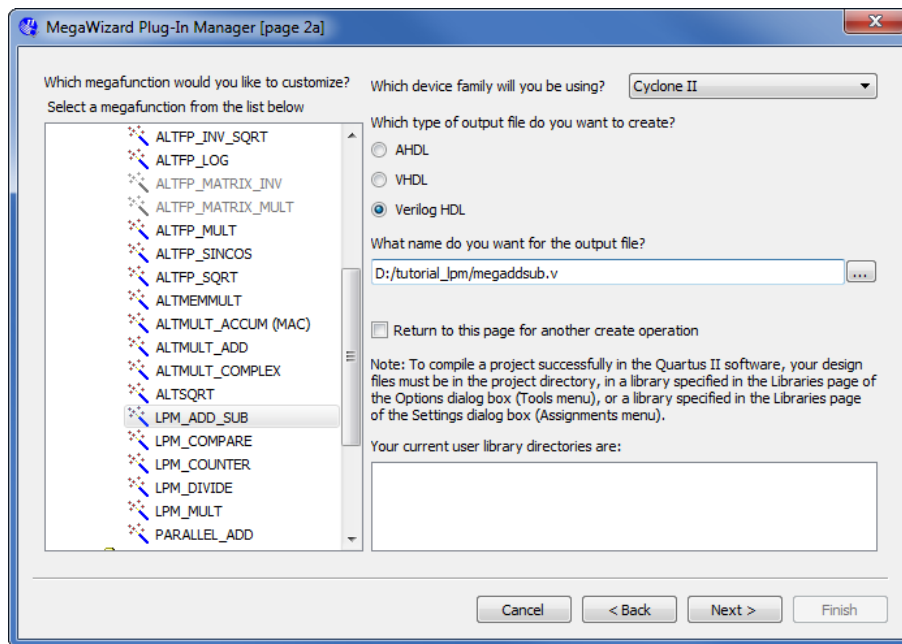 MegaWizard Plug-In Manager [page 2a]
Which megafunction would you like to customize?
Select a megafunction from the list below
ALTFP_INV_SQRT
ALTFP_LOG
ALTFP_MATRIX_INV
ALTFP_MATRIX_MULT
ALTFP_MULT
ALTFP_SINCOS
ALTFP_SQRT
ALTMEMMULT
ALTMULT_ACCUM (MAC)
ALTMULT_ADD
ALTMULT_COMPLEX
ALTSQRT
LPM_ADD_SUB
LPM_COMPARE
LPM_COUNTER
LPM_DIVIDE
LPM_MULT
PARALLEL_ADD
Which device family will you be using?
Cyclone II
Which type of output file do you want to create?
AHDL
VHDL
Verilog HDL
What name do you want for the output file?
D:/tutorial_lpm/megaddsub.v
...
Return to this page for another create operation
Note: To compile a project successfully in the Quartus II software, your design
files must be in the project directory, in a library specified in the Libraries page of
the Options dialog box (Tools menu), or a library specified in the Libraries page
of the Settings dialog box (Assignments menu).
Your current user library directories are:
Cancel
< Back
Next >
Finish